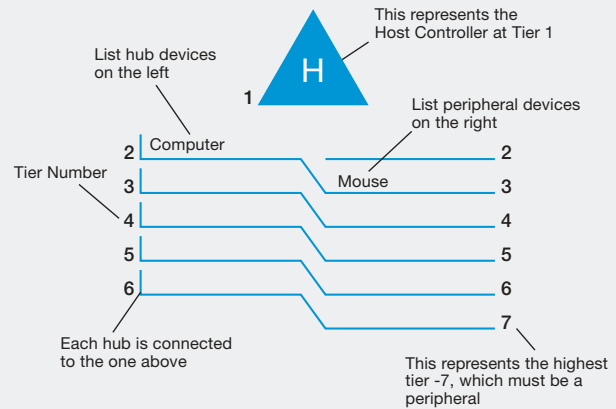 This represents the
Host Controller at Tier 1
List hub devices
on the left
H
1
List peripheral devices
on the right
2 Computer 2
Tier Number
3 Mouse 3
4 4
5 5
6 6
7
Each hub is connected
to the one above
This represents the highest
tier -7, which must be a
peripheral